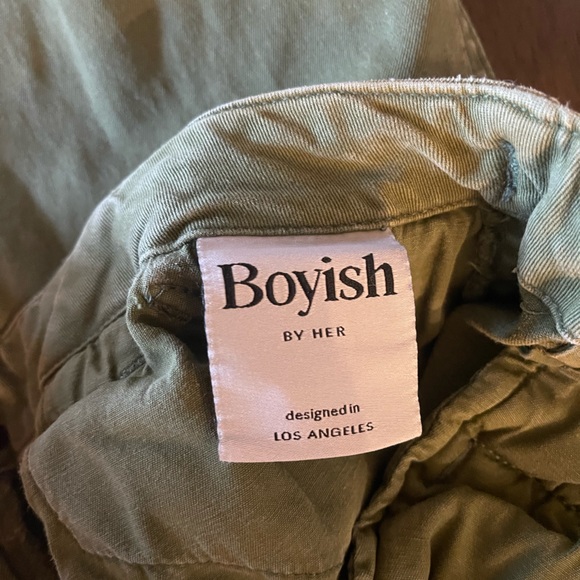 Boyish
BY HER
designed in
LOS ANGELES